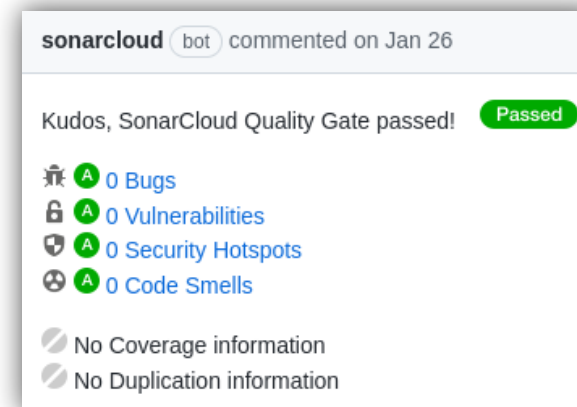 sonarcloud bot commented on Jan 26
Kudos, SonarCloud Quality Gate passed! Passed
A 0 Bugs
A 0 Vulnerabilities
A 0 Security Hotspots
A 0 Code Smells
No Coverage information
No Duplication information